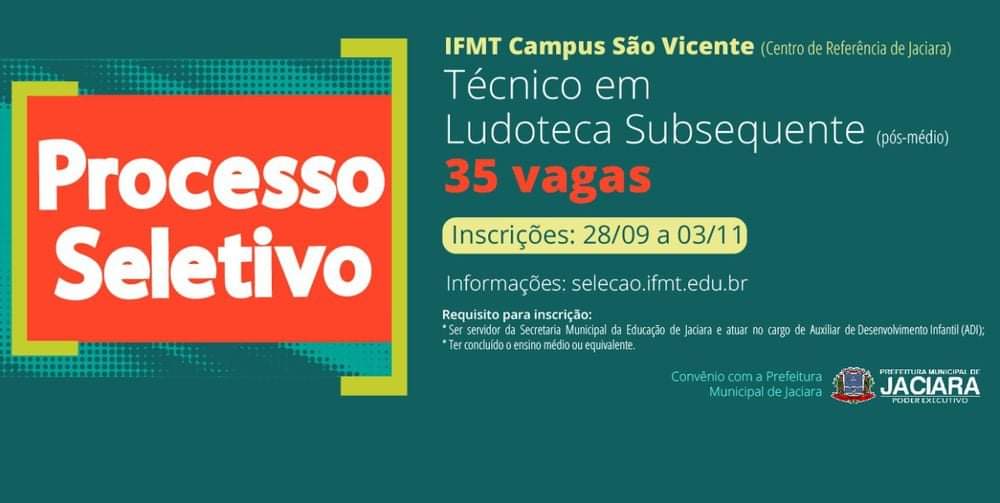 Processo
Seletivo
IFMT Campus São Vicente (Centro de Referência de Jaciara)
Técnico em
Ludoteca Subsequente (pós-médio)
35 vagas
Inscrições: 28/09 a 03/11
Informações: selecao.ifmt.edu.br
Requisito para inscrição:
* Ser servidor da Secretaria Municipal da Educação de Jaciara e atuar no cargo de Auxiliar de Desenvolvimento Infantil (ADI);
* Ter concluído o ensino médio ou equivalente.
Convênio com a Prefeitura
Municipal de Jaciara
PREFEITURA MUNICIPAL DE
JACIARA
PODER EXECUTIVO